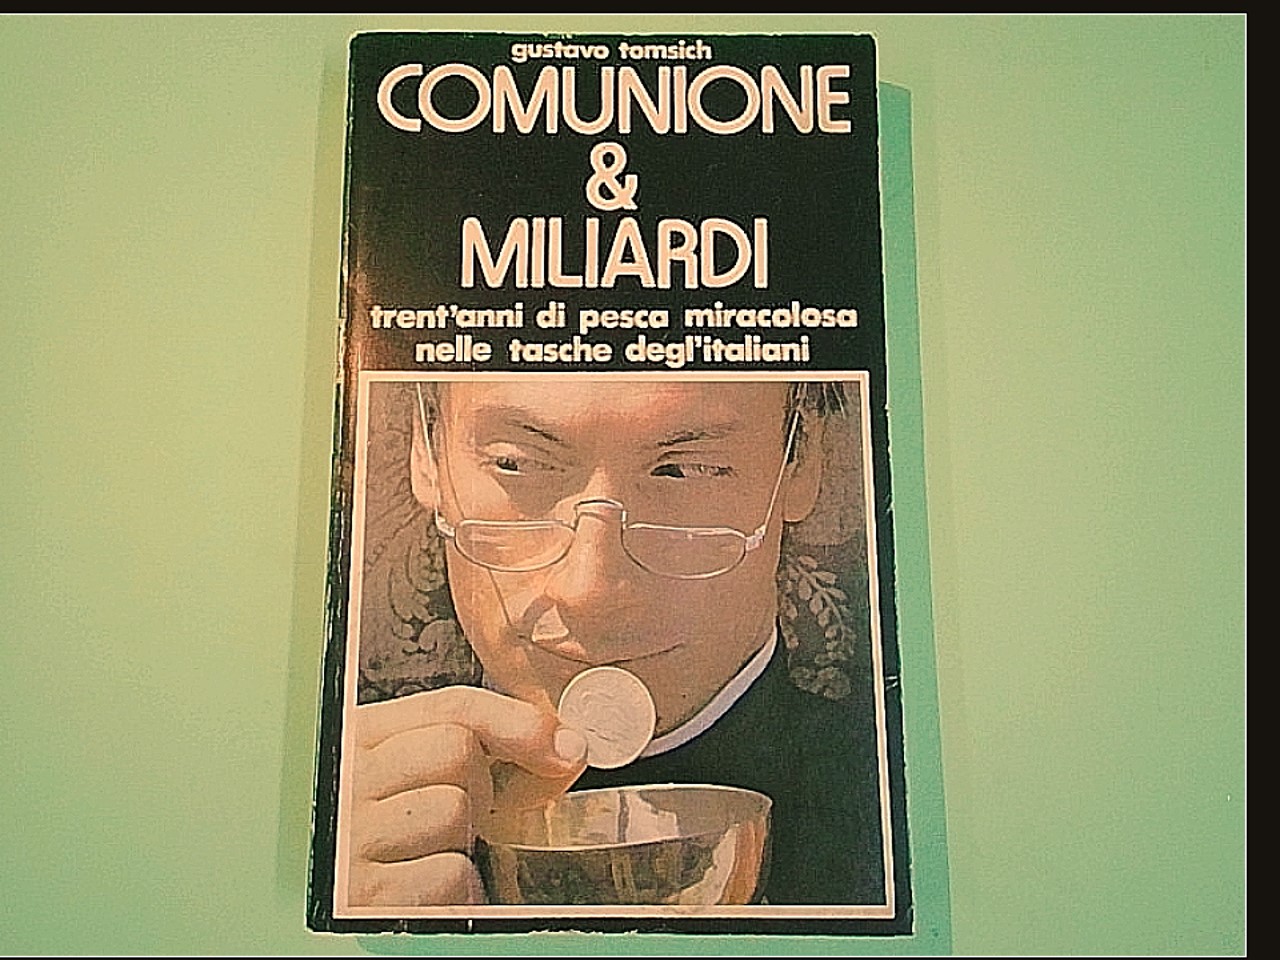 gustavo tomsich
COMUNIONE
&
MILIARDI
trent'anni di pesca miracolosa
nelle tasche degl'italiani